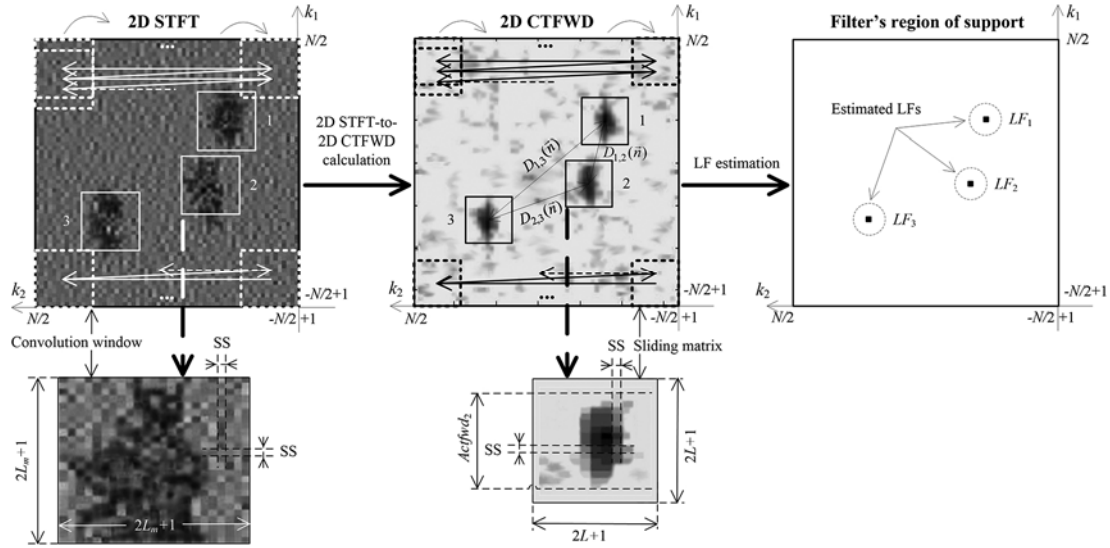 2D STFT
k₁
N/2
...
1
2
3
...
k₂
N/2
-N/2+1
-N/2 +1
2D STFT-to-
2D CTFWD
calculation
2D CTFWD
k₁
N/2
...
1
2
3
D₁,₃(n⃗)
D₁,₂(n⃗)
D₂,₃(n⃗)
...
k₂
N/2
-N/2+1
-N/2 +1
LF estimation
Filter's region of support
k₁
N/2
Estimated LFs
LF₁
LF₂
LF₃
k₂
N/2
-N/2+1
-N/2 +1
Convolution window
SS
SS
2Lₘ+1
2Lₘ+1
SS
Sliding matrix
SS
Actfwd₂
2L+1
2L+1